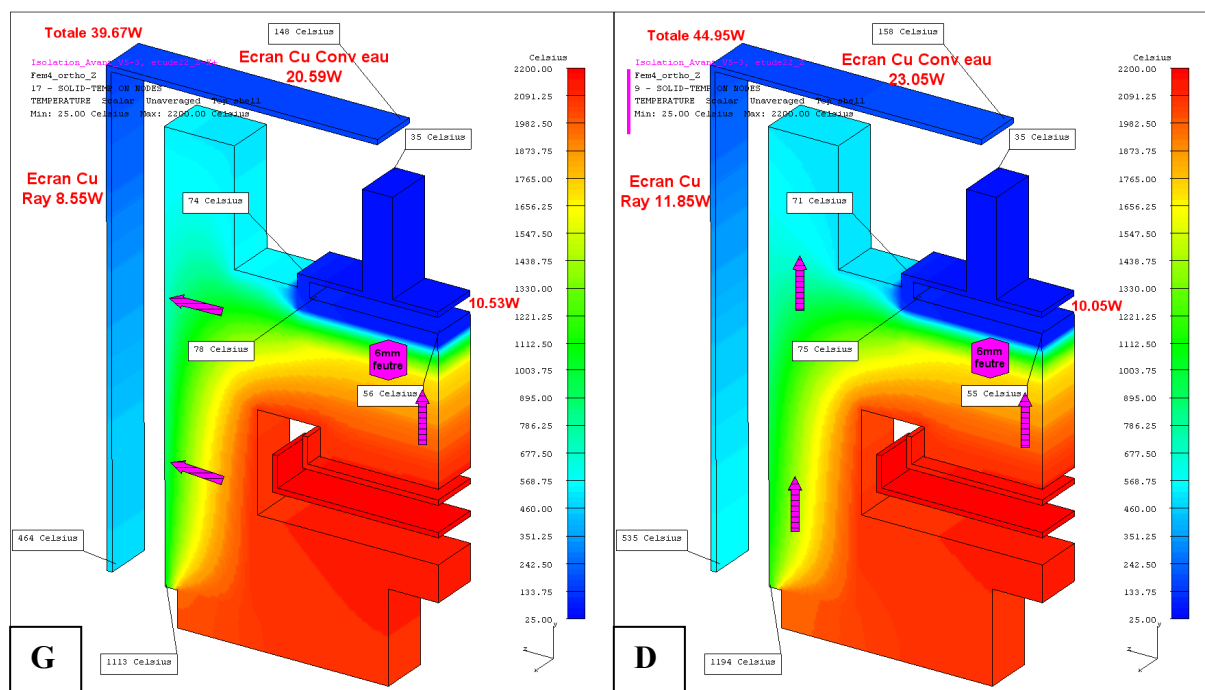 Totale 39.67W
148 Celsius
Ecran Cu Conv eau
20.59W
Fem4_ortho_Z
17 - SOLID-TEMP ON NODES
TEMPERATURE Scalar Unaveraged Top shell
Min: 25.00 Celsius Max: 2200.00 Celsius
35 Celsius
Ecran Cu
Ray 8.55W
74 Celsius
10.53W
78 Celsius
6mm
feutre
56 Celsius
464 Celsius
1113 Celsius
G
Celsius
2200.00
2091.25
1982.50
1873.75
1765.00
1656.25
1547.50
1438.75
1330.00
1221.25
1112.50
1003.75
895.00
786.25
677.50
568.75
460.00
351.25
242.50
133.75
25.00
y
z
Totale 44.95W
158 Celsius
Ecran Cu Conv eau
23.05W
Fem4_ortho_Z
9 - SOLID-TEMP ON NODES
TEMPERATURE Scalar Unaveraged Top shell
Min: 25.00 Celsius Max: 2200.00 Celsius
35 Celsius
Ecran Cu
Ray 11.85W
71 Celsius
10.05W
75 Celsius
6mm
feutre
55 Celsius
535 Celsius
1194 Celsius
D
Celsius
2200.00
2091.25
1982.50
1873.75
1765.00
1656.25
1547.50
1438.75
1330.00
1221.25
1112.50
1003.75
895.00
786.25
677.50
568.75
460.00
351.25
242.50
133.75
25.00
y
z